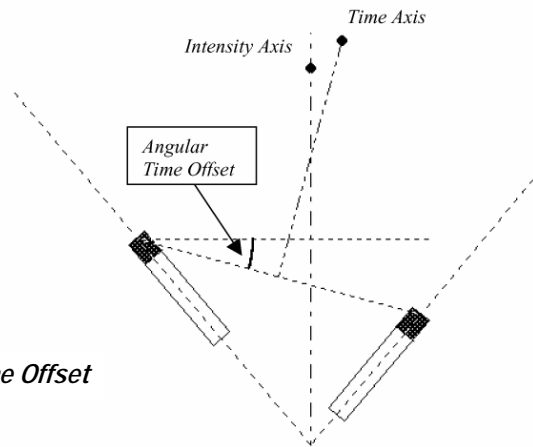 Time Axis
Intensity Axis
Angular
Time Offset
Offset